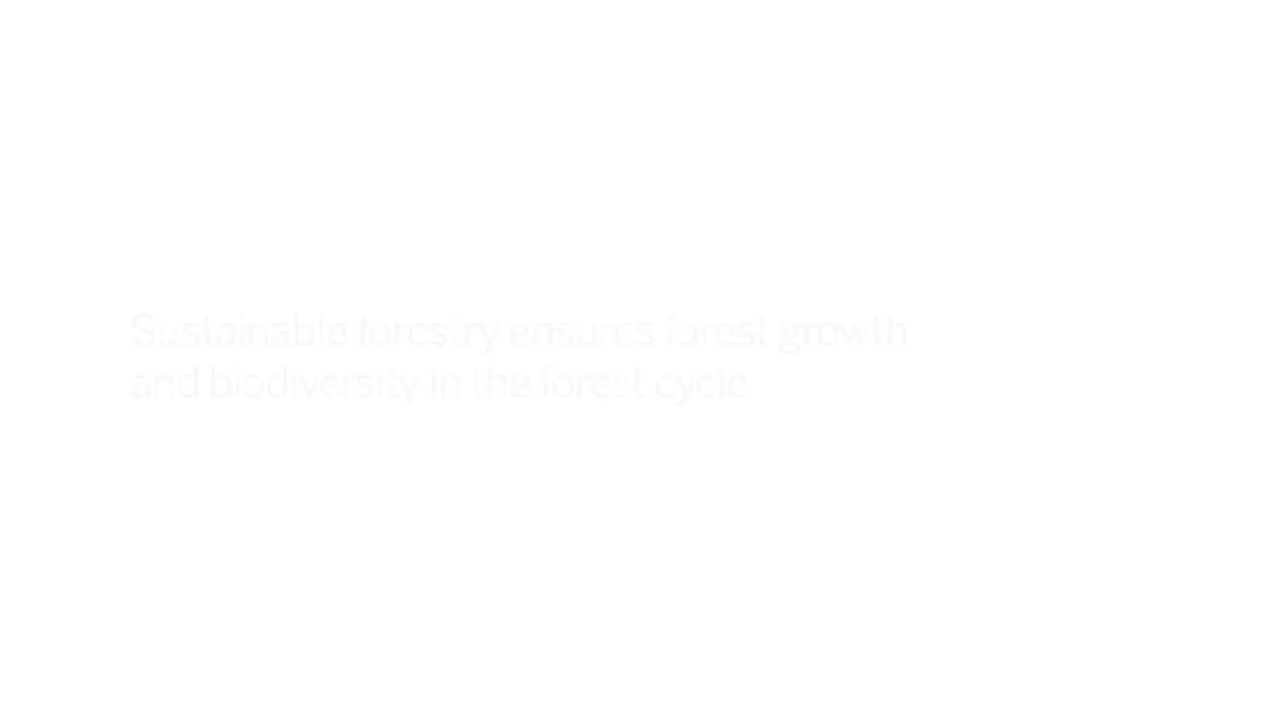 Sustainable forestry ensures forest growth
and biodiversity in the forest cycle